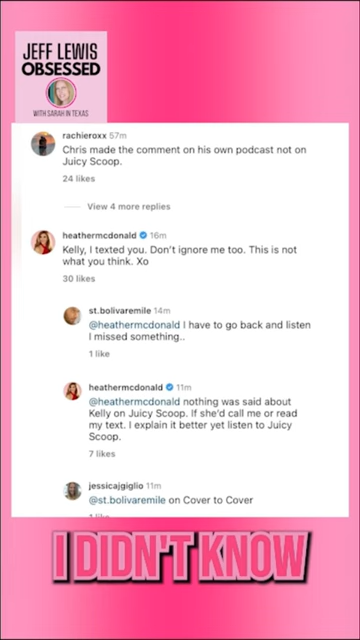 JEFF LEWIS
OBSESSED
WITH SARAH IN TEXAS
rachieroxx 57m
Chris made the comment on his own podcast not on
Juicy Scoop.
24 likes
View 4 more replies
heathermcdonald 16m
Kelly, I texted you. Don't ignore me too. This is not
what you think. Xo
30 likes
st.bolivaremile 14m
@heathermcdonald I have to go back and listen
I missed something..
1 like
heathermcdonald 11m
@heathermcdonald nothing was said about
Kelly on Juicy Scoop. If she'd call me or read
my text. I explain it better yet listen to Juicy
Scoop.
7 likes
jessicajgiglio 11m
@st.bolivaremile on Cover to Cover
1 like
I DIDN'T KNOW